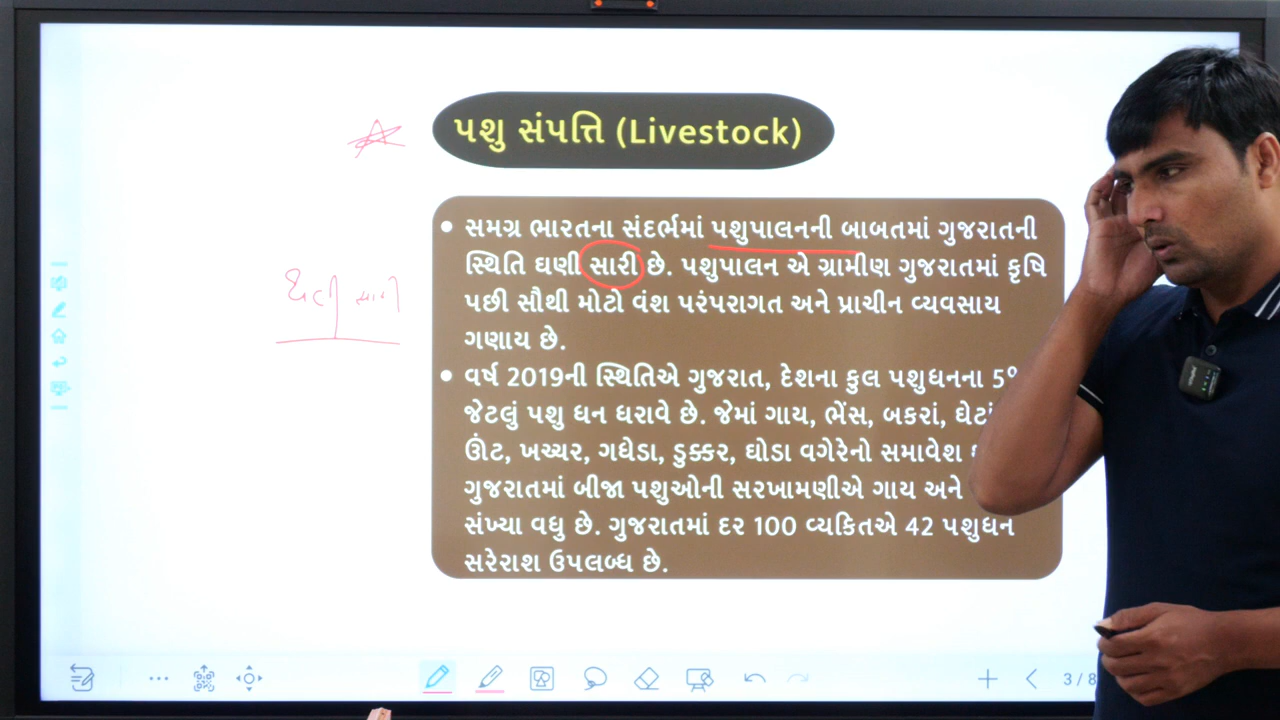 પશુ સંપત્તિ (Livestock)
• સમગ્ર ભારતના સંદર્ભમાં પશુપાલનની બાબતમાં ગુજરાતની
સ્થિતિ ઘણી સારી છે. પશુપાલન એ ગ્રામીણ ગુજરાતમાં કૃષિ
પછી સૌથી મોટો વંશ પરંપરાગત અને પ્રાચીન વ્યવસાય
ગણાય છે.
• વર્ષ 2019ની સ્થિતિએ ગુજરાત, દેશના કુલ પશુધનના 5
જેટલું પશુ ધન ધરાવે છે. જેમાં ગાય, ભેંસ, બકરાં,
ઊંટ, ખચ્ચર, ગધેડા, ડુક્કર, ઘોડા વગેરેનો સમાવેશ
ગુજરાતમાં બીજા પશુઓની સરખામણીએ ગાય અને
સંખ્યા વધુ છે. ગુજરાતમાં દર 100 વ્યકિતએ 42 પશુધન
સરેરાશ ઉપલબ્ધ છે.
3/8